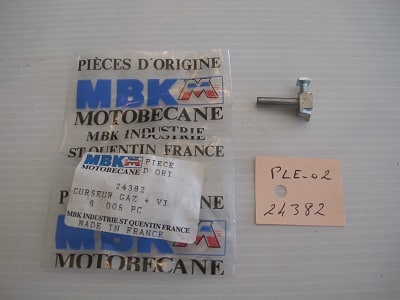 PIÈCES D'ORIGINE
MBK
MOTOBECANE
MBK INDUSTRIE
ST QUENTIN FRANCE
MBK PIECE
MOTOBECANE D'ORI
24382
CURSEUR GAZ + VI
S 005 PC
MBK INDUSTRIE ST QUENTIN FRANCE
MADE IN FRANCE
MBK
MOTOBECANE
PLE-02
24382